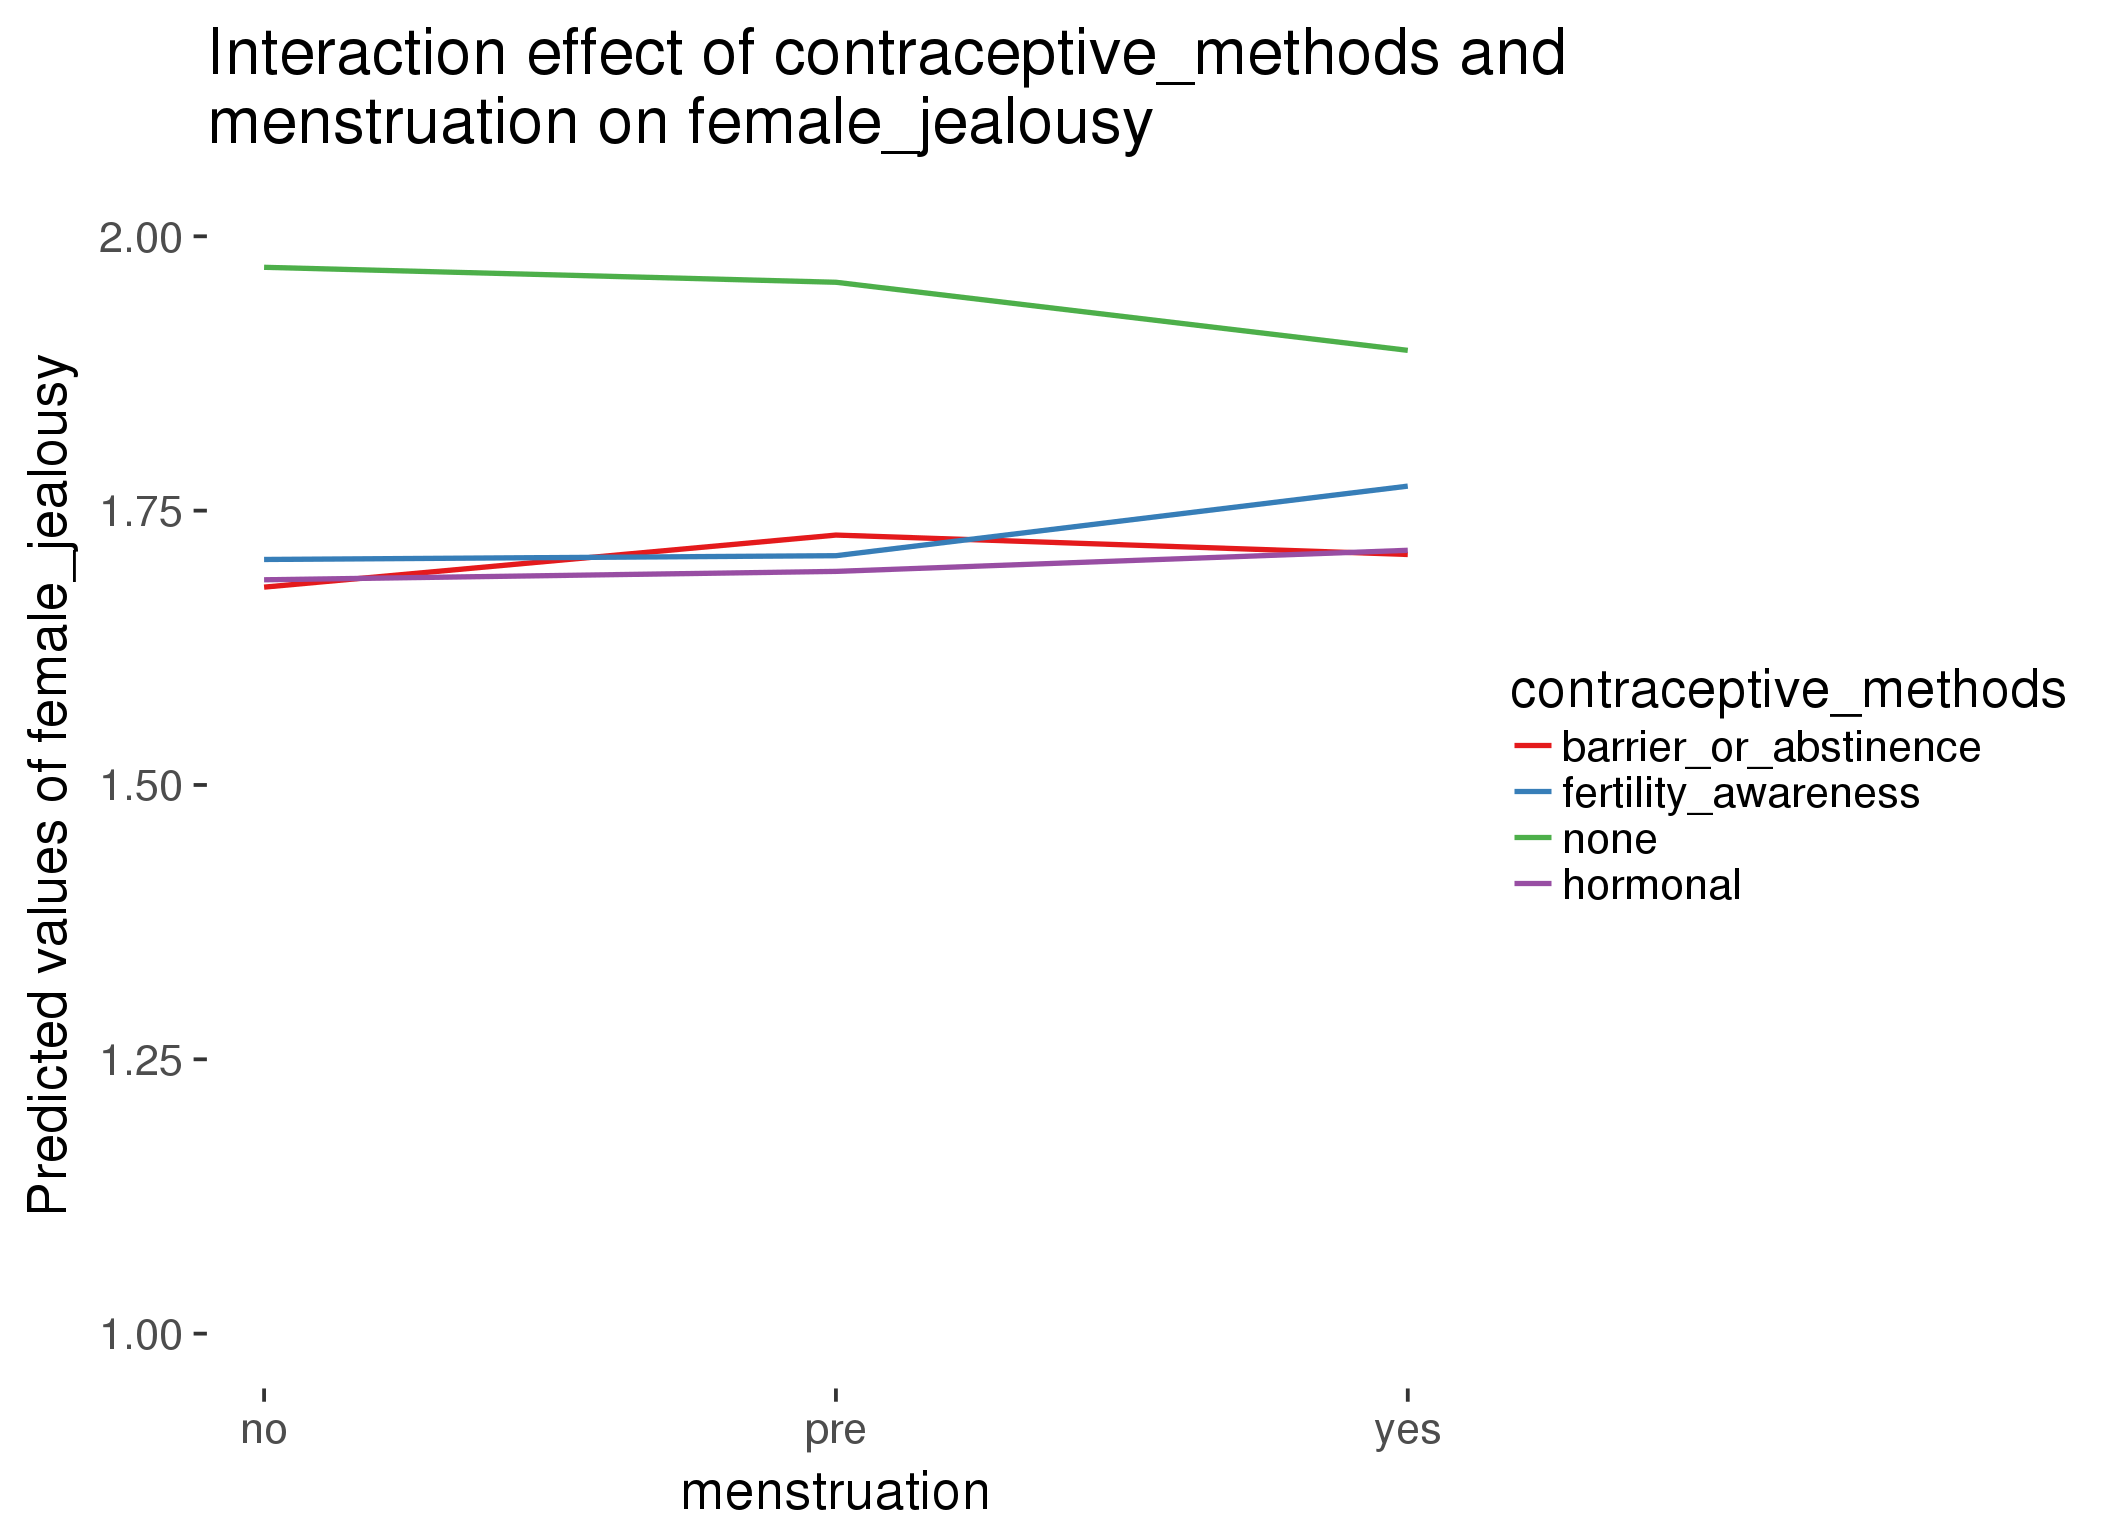 Interaction effect of contraceptive_methods and
menstruation on female_jealousy
Predicted values of female_jealousy
2.00
1.75
1.50
1.25
1.00
no
pre
yes
menstruation
contraceptive_methods
barrier_or_abstinence
fertility_awareness
none
hormonal